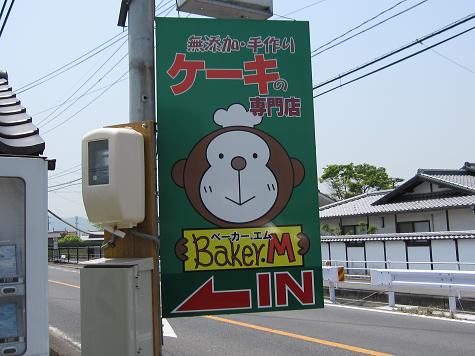 無添加・手作り
ケーキの
専門店
ベーカー.エム
Baker.M
IN